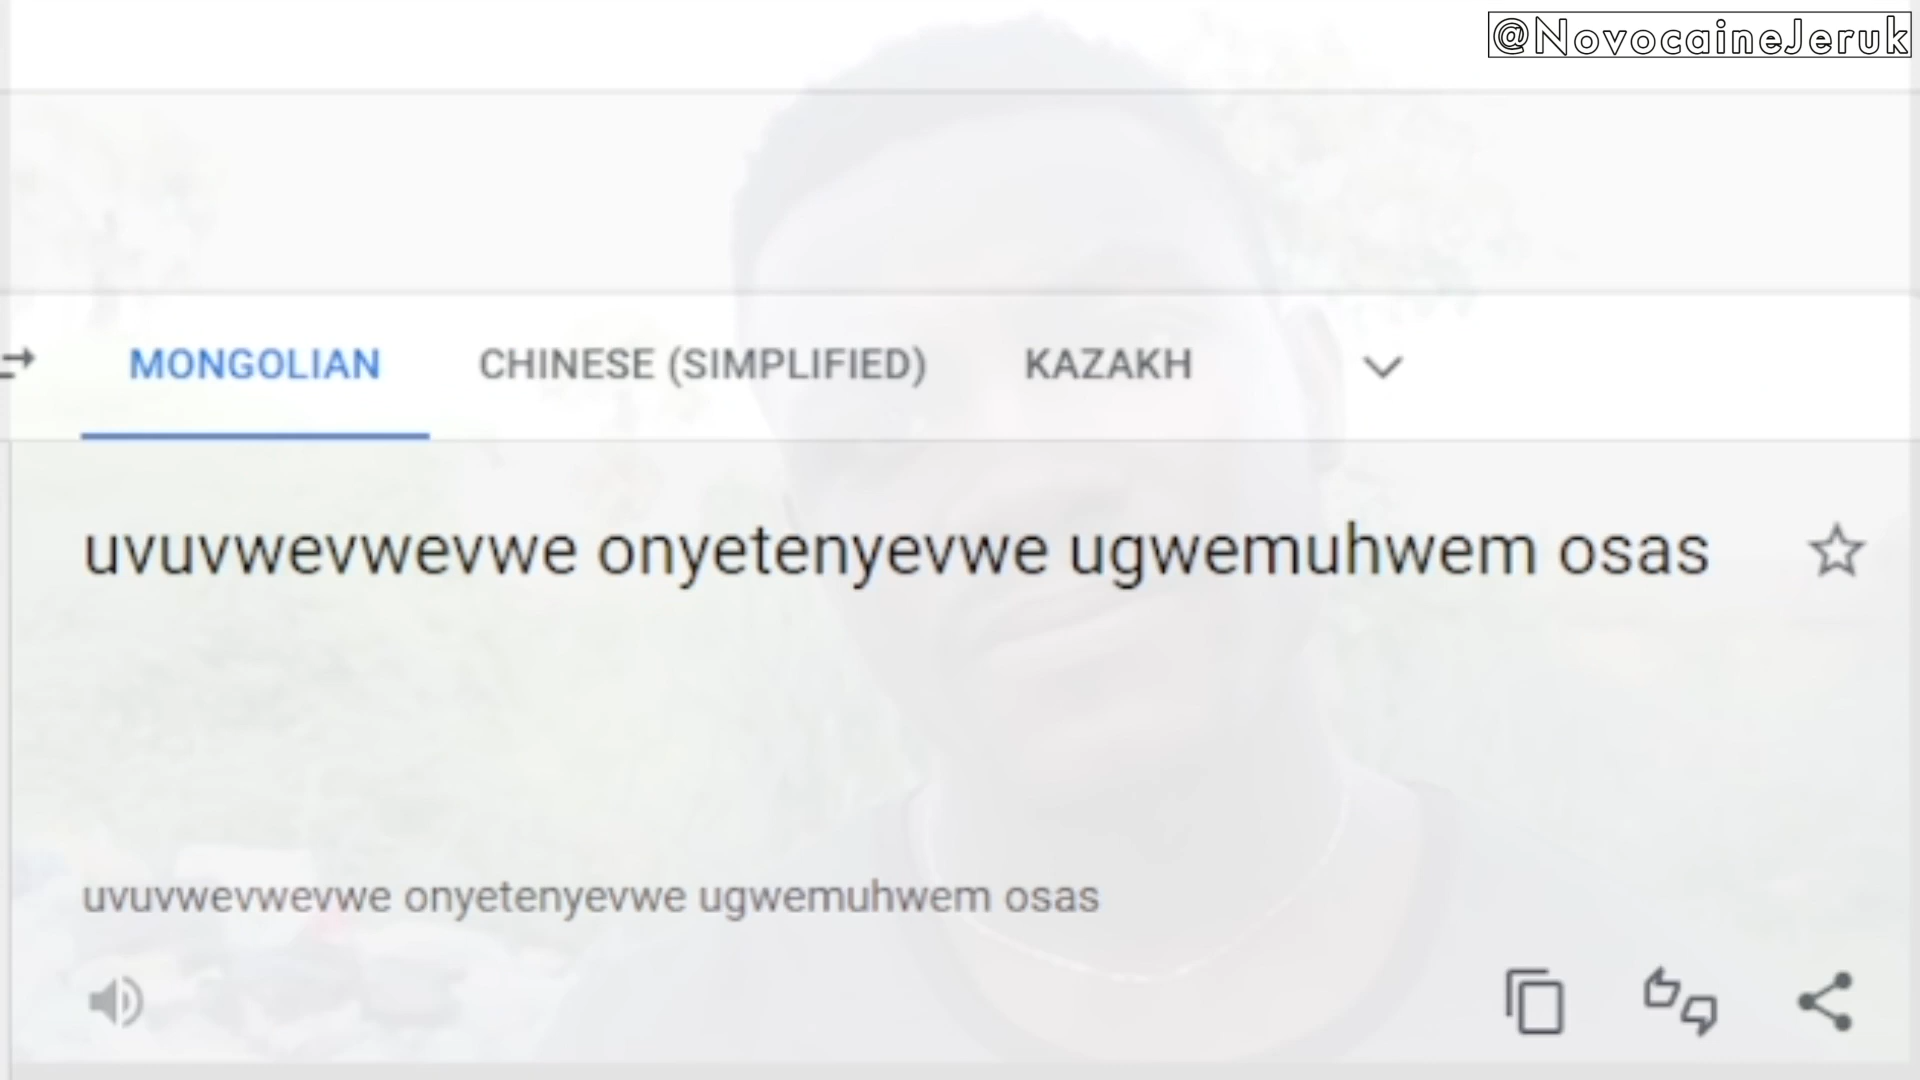 @NovocaineJeruk
MONGOLIAN CHINESE (SIMPLIFIED) KAZAKH
uvuvwevwevwe onyetenyevwe ugwemuhwem osas
uvuvwevwevwe onyetenyevwe ugwemuhwem osas